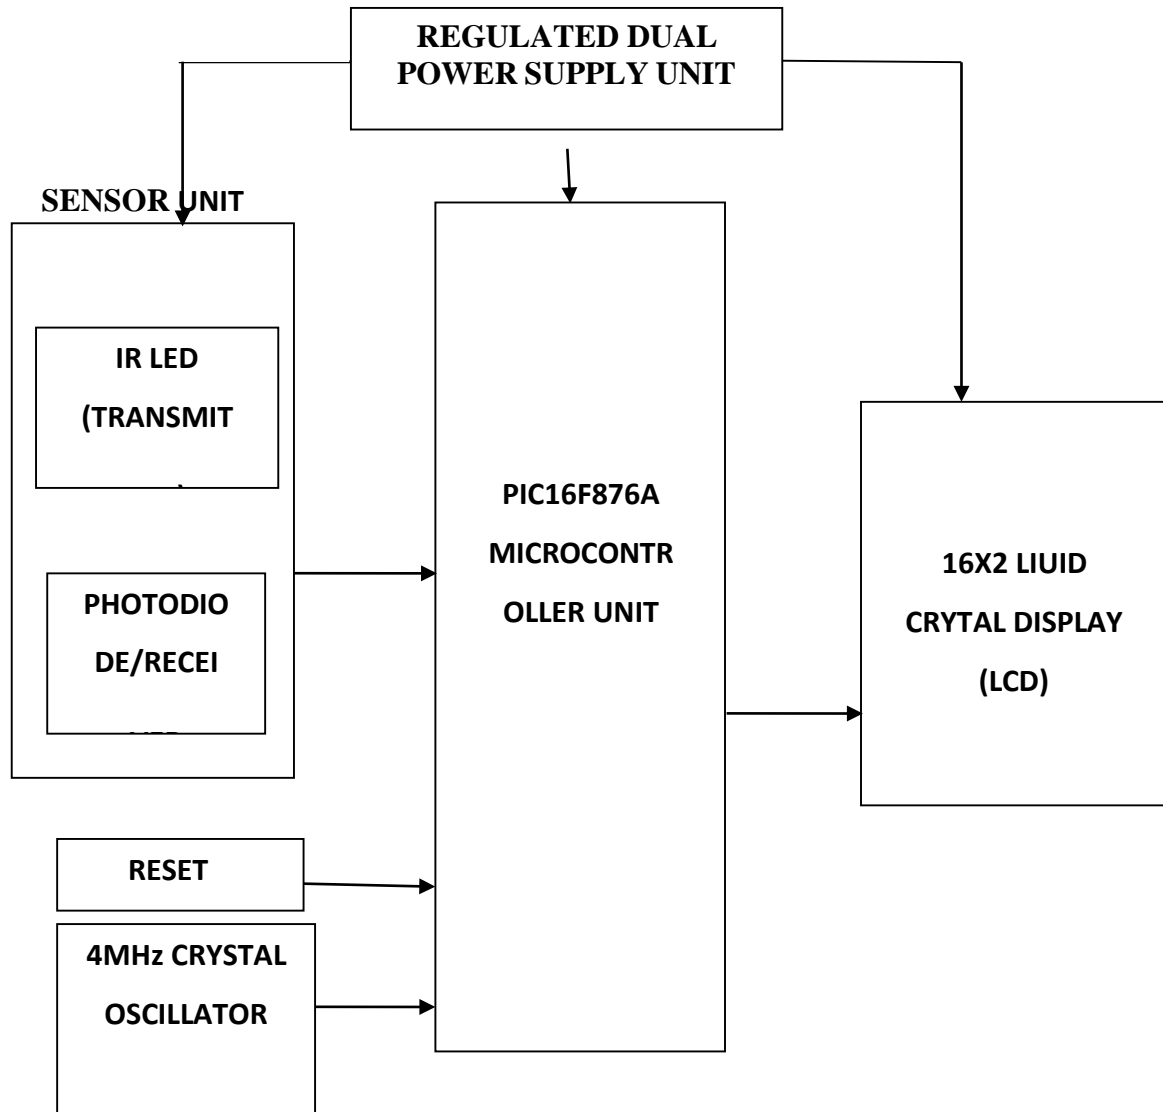 REGULATED DUAL
POWER SUPPLY UNIT
SENSOR UNIT
IR LED
(TRANSMIT
PHOTODIO
DE/RECEI
PIC16F876A
MICROCONTR
OLLER UNIT
16X2 LIUID
CRYTAL DISPLAY
(LCD)
RESET
4MHz CRYSTAL
OSCILLATOR